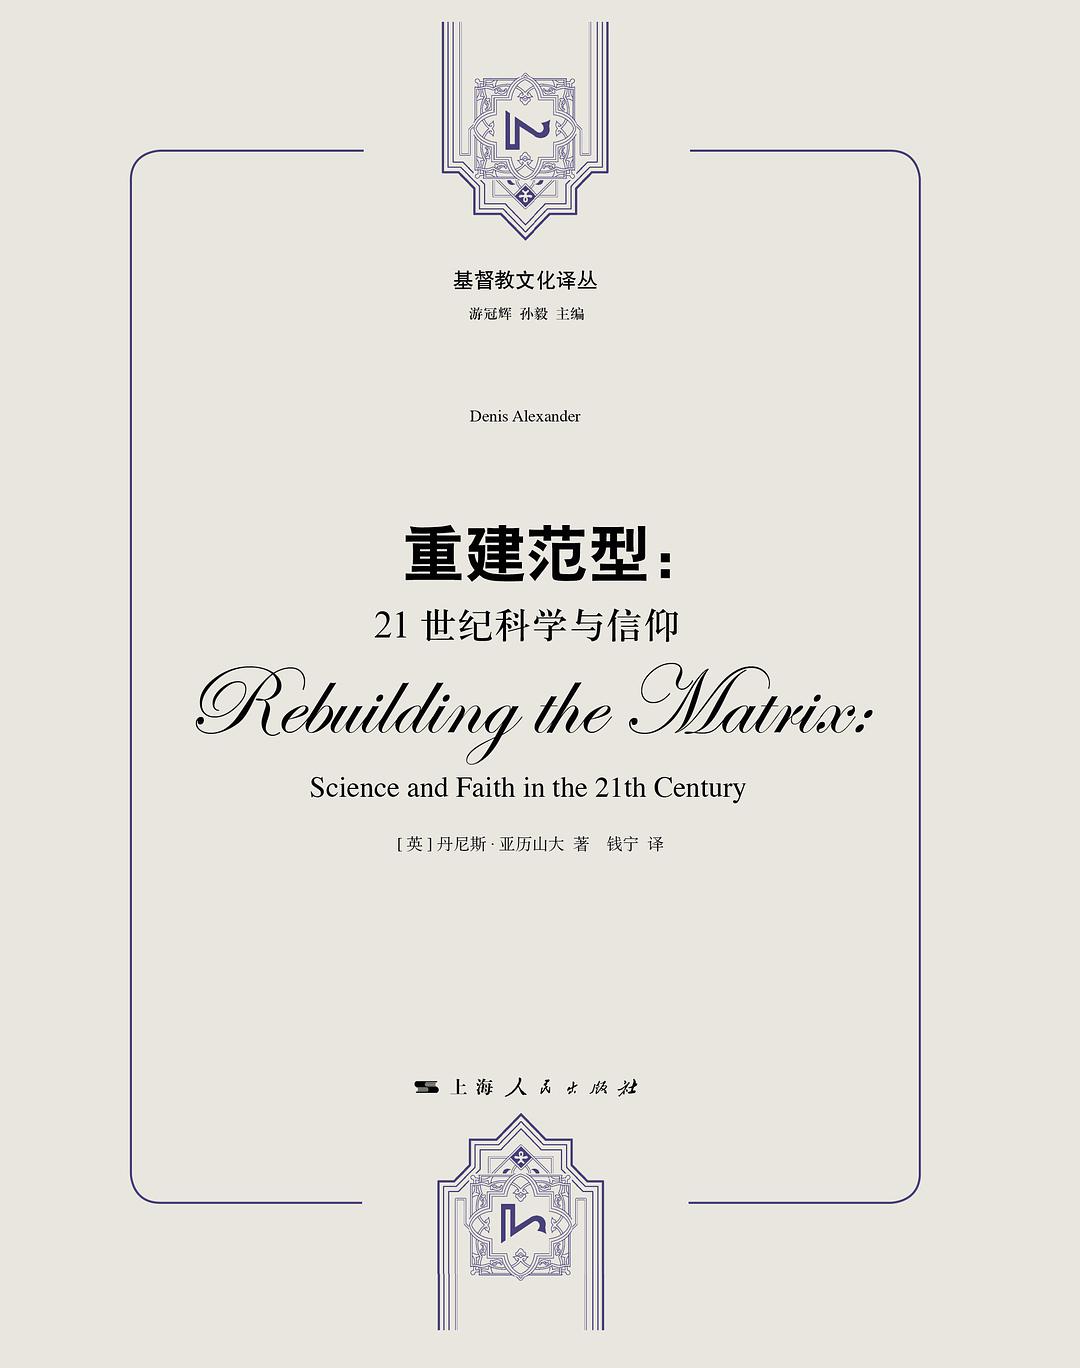 基督教文化译丛
游冠辉 孙毅 主编
Denis Alexander
重建范型：
21 世纪科学与信仰
Rebuilding the Matrix:
Science and Faith in the 21th Century
[ 英 ] 丹尼斯 · 亚历山大 著 钱宁 译
上海人民出版社